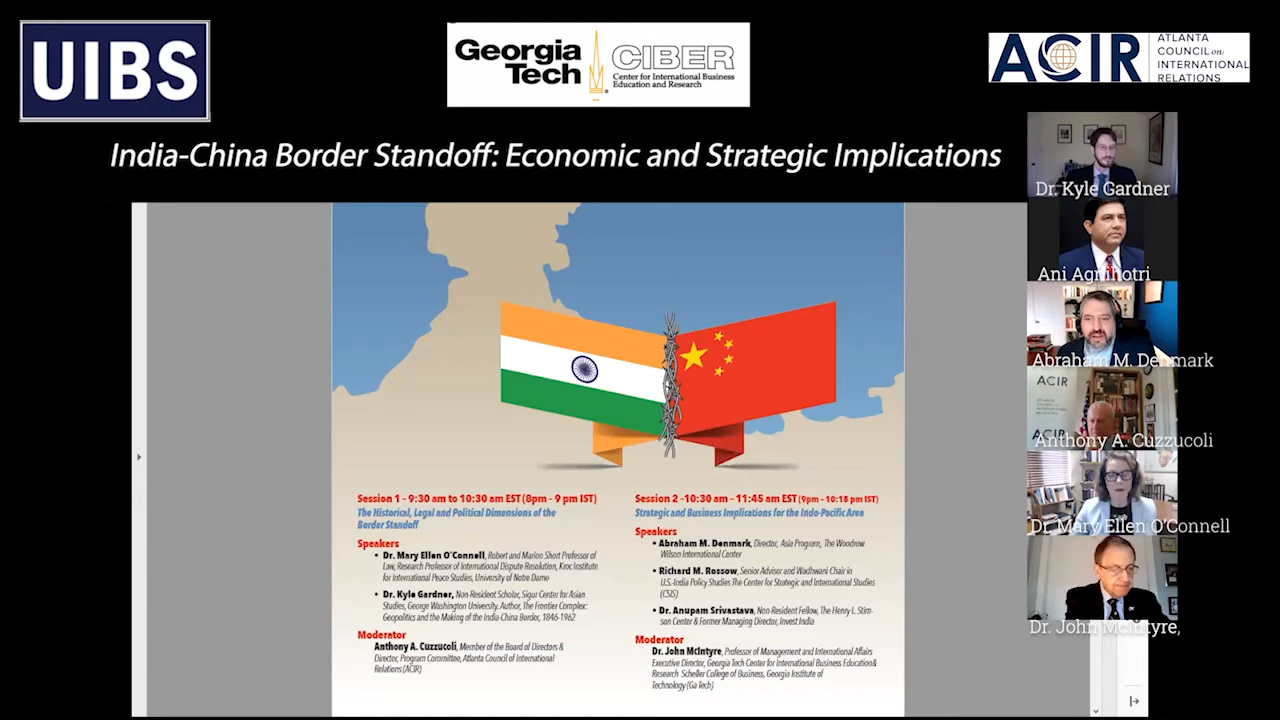 UIBS
Georgia
Tech
CIBER
Center for International Business
Education and Research
ACIR
ATLANTA
COUNCIL on
INTERNATIONAL
RELATIONS
India-China Border Standoff: Economic and Strategic Implications
Session 1 - 9:30 am to 10:30 am EST (8pm - 9 pm IST)
The Historical, Legal and Political Dimensions of the
Border Standoff
Speakers
• Dr. Mary Ellen O'Connell, Robert and Marion Short Professor of
Law, Research Professor of International Dispute Resolution, Kroc Institute
for International Peace Studies, University of Notre Dame
• Dr. Kyle Gardner, Non-Resident Scholar, Sigur Center for Asian
Studies, George Washington University. Author, The Frontier Complex:
Geopolitics and the Making of the India-China Border, 1846-1962
Moderator
Anthony A. Cuzzucoli, Member of the Board of Directors &
Director, Program Committee, Atlanta Council of International
Relations (ACIR)
Session 2 -10:30 am - 11:45 am EST (9pm - 10:15 pm IST)
Strategic and Business Implications for the Indo-Pacific Area
Speakers
• Abraham M. Denmark, Director, Asia Program, The Woodrow
Wilson International Center
• Richard M. Rossow, Senior Advisor and Wadhwani Chair in
U.S.-India Policy Studies The Center for Strategic and International Studies
(CSIS)
• Dr. Anupam Srivastava, Non-Resident Fellow, The Henry L. Stim-
son Center & Former Managing Director, Invest India
Moderator
Dr. John McIntyre, Professor of Management and International Affairs
Executive Director, Georgia Tech Center for International Business Education&
Research Scheller College of Business, Georgia Institute of
Technology (Ga Tech)
Dr. Kyle Gardner
Ani Agnihotri
Abraham M. Denmark
ACIR
ATLANTA
COUNCIL on
INTERNATIONAL
RELATIONS
ACIR
Anthony A. Cuzzucoli
Dr. Mary Ellen O'Connell
Dr. John McIntyre,